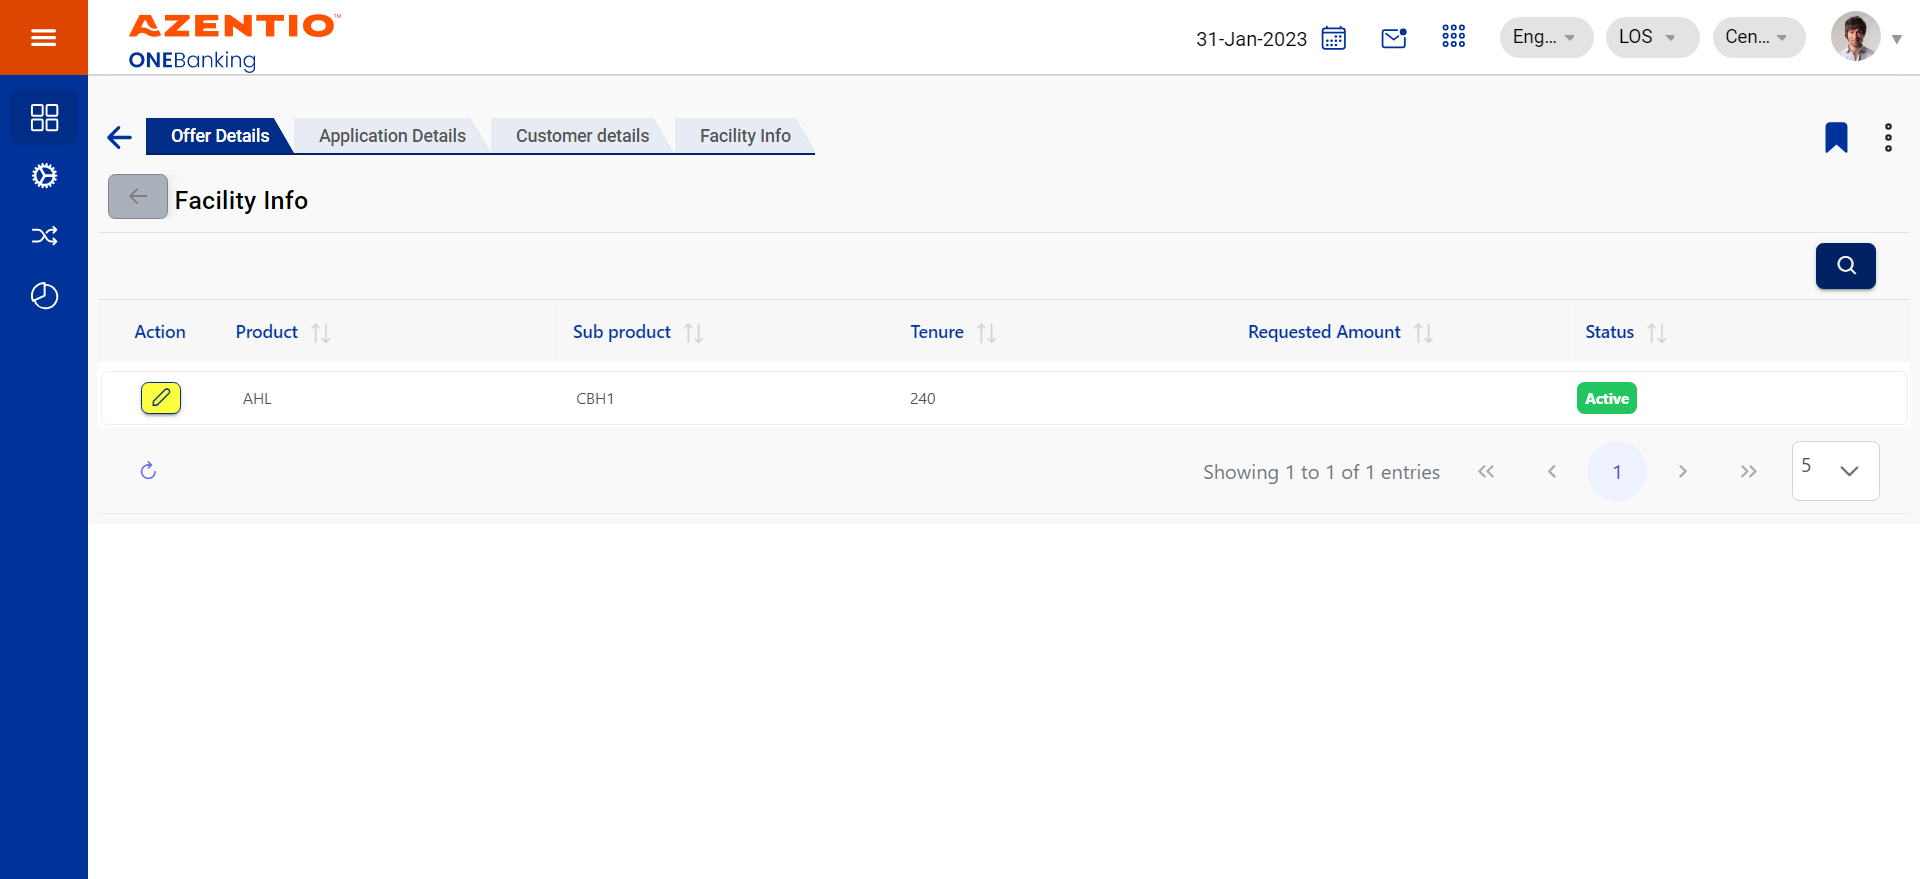 AZENTIO™
ONEBanking
31-Jan-2023
Eng...
LOS
Cen...
Offer Details
Application Details
Customer details
Facility Info
Facility Info
Action Product Sub product Tenure Requested Amount Status
AHL CBH1 240 Active
Showing 1 to 1 of 1 entries 1 5